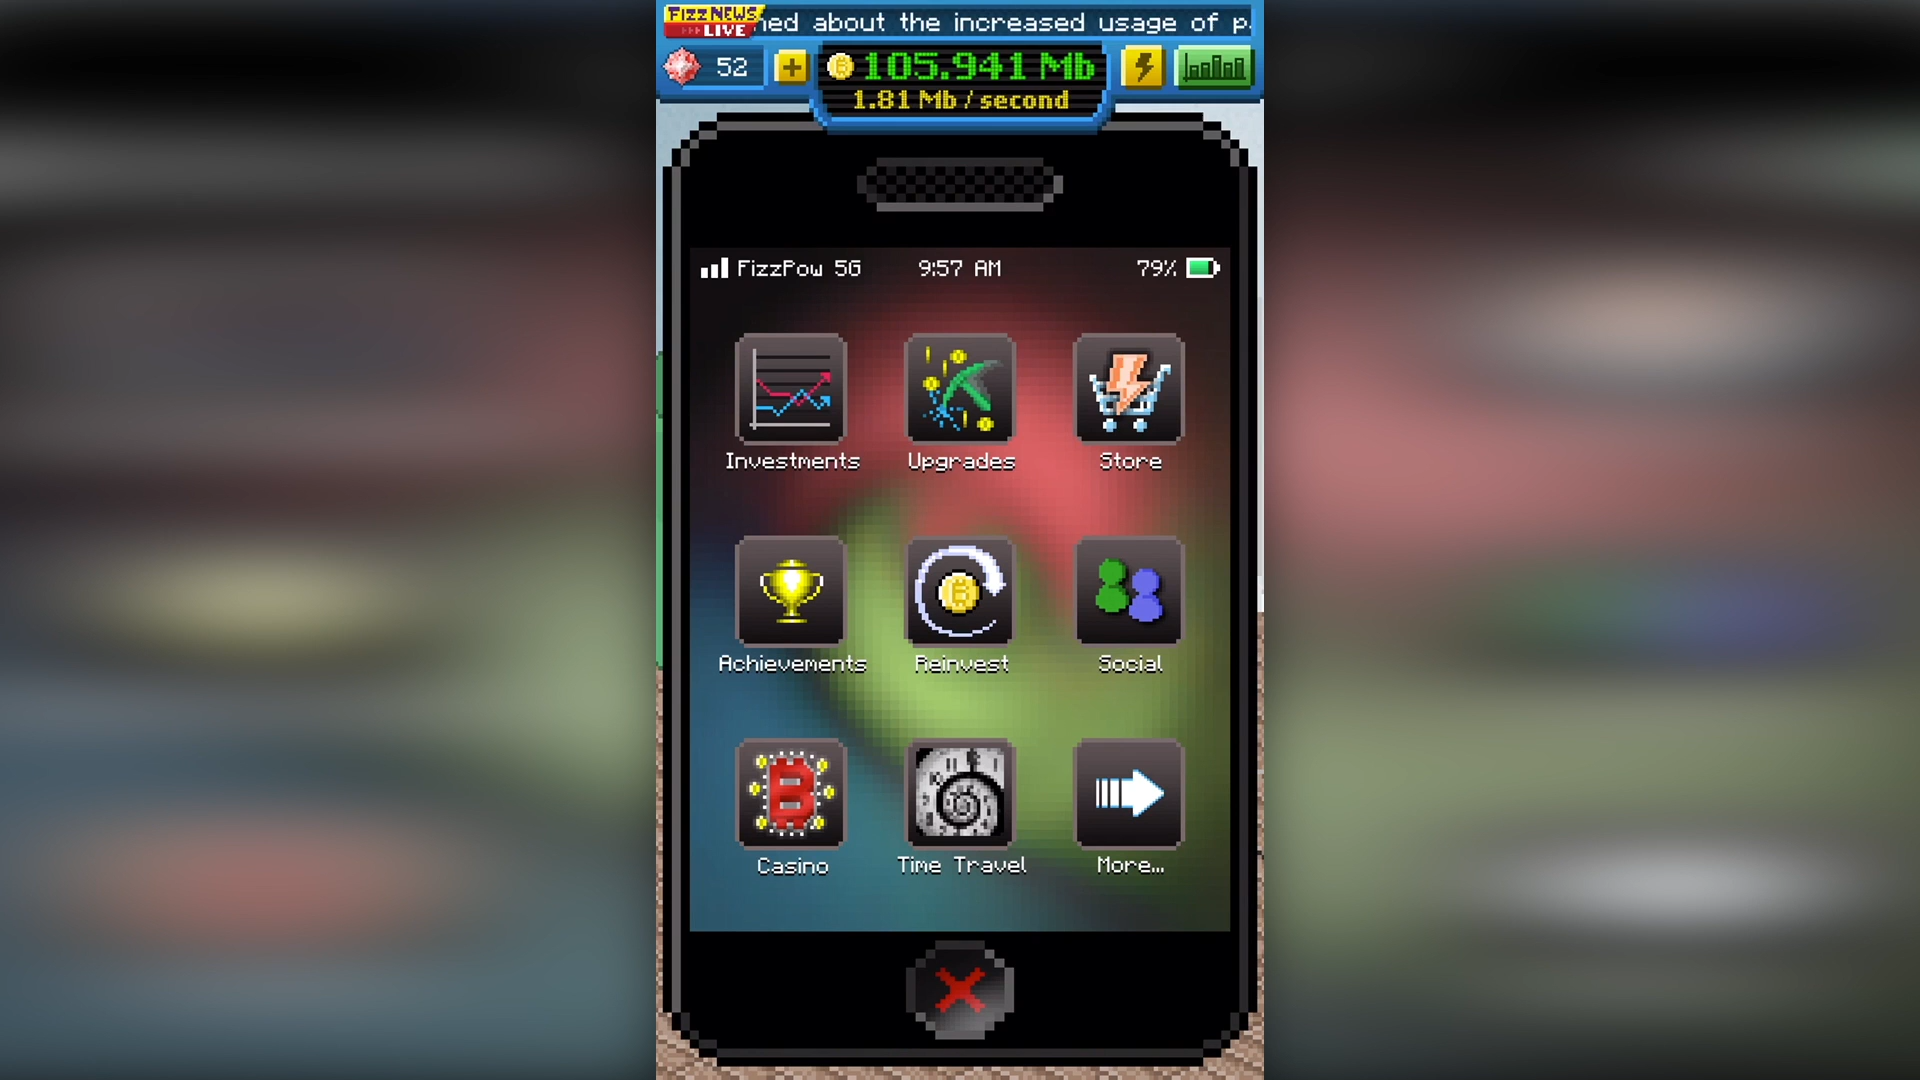 FIZZ NEWS
LIVE
ned about the increased usage of p
52
105.941 Mb
1.81 Mb / second
FizzPow 5G 9:57 AM 79%
Investments Upgrades Store
Achievements Reinvest Social
Casino Time Travel More...